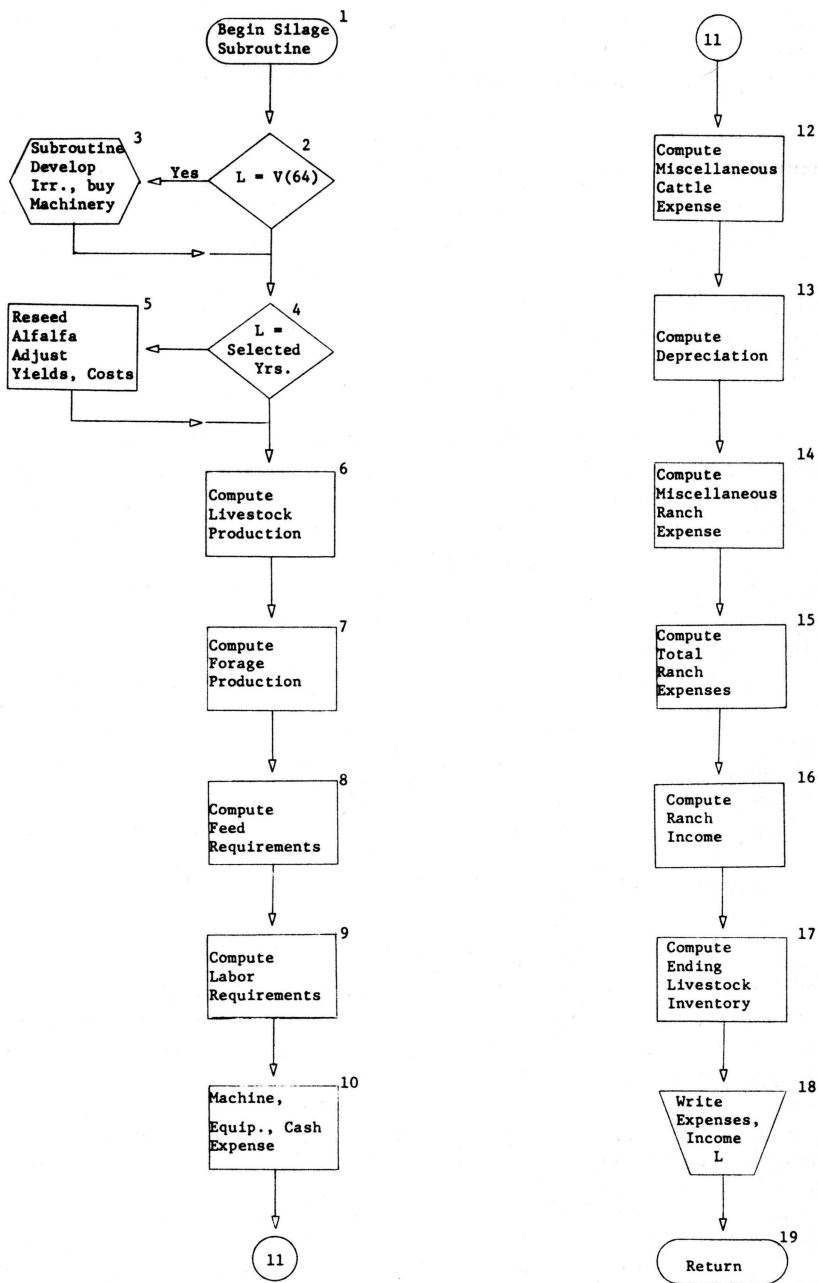 1
Begin Silage
Subroutine
2
L = V(64)
Yes
3
Subroutine
Develop
Irr., buy
Machinery
4
L =
Selected
Yrs.
5
Reseed
Alfalfa
Adjust
Yields, Costs
6
Compute
Livestock
Production
7
Compute
Forage
Production
8
Compute
Feed
Requirements
9
Compute
Labor
Requirements
10
Machine,
Equip., Cash
Expense
11
11
12
Compute
Miscellaneous
Cattle
Expense
13
Compute
Depreciation
14
Compute
Miscellaneous
Ranch
Expense
15
Compute
Total
Ranch
Expenses
16
Compute
Ranch
Income
17
Compute
Ending
Livestock
Inventory
18
Write
Expenses,
Income
L
19
Return